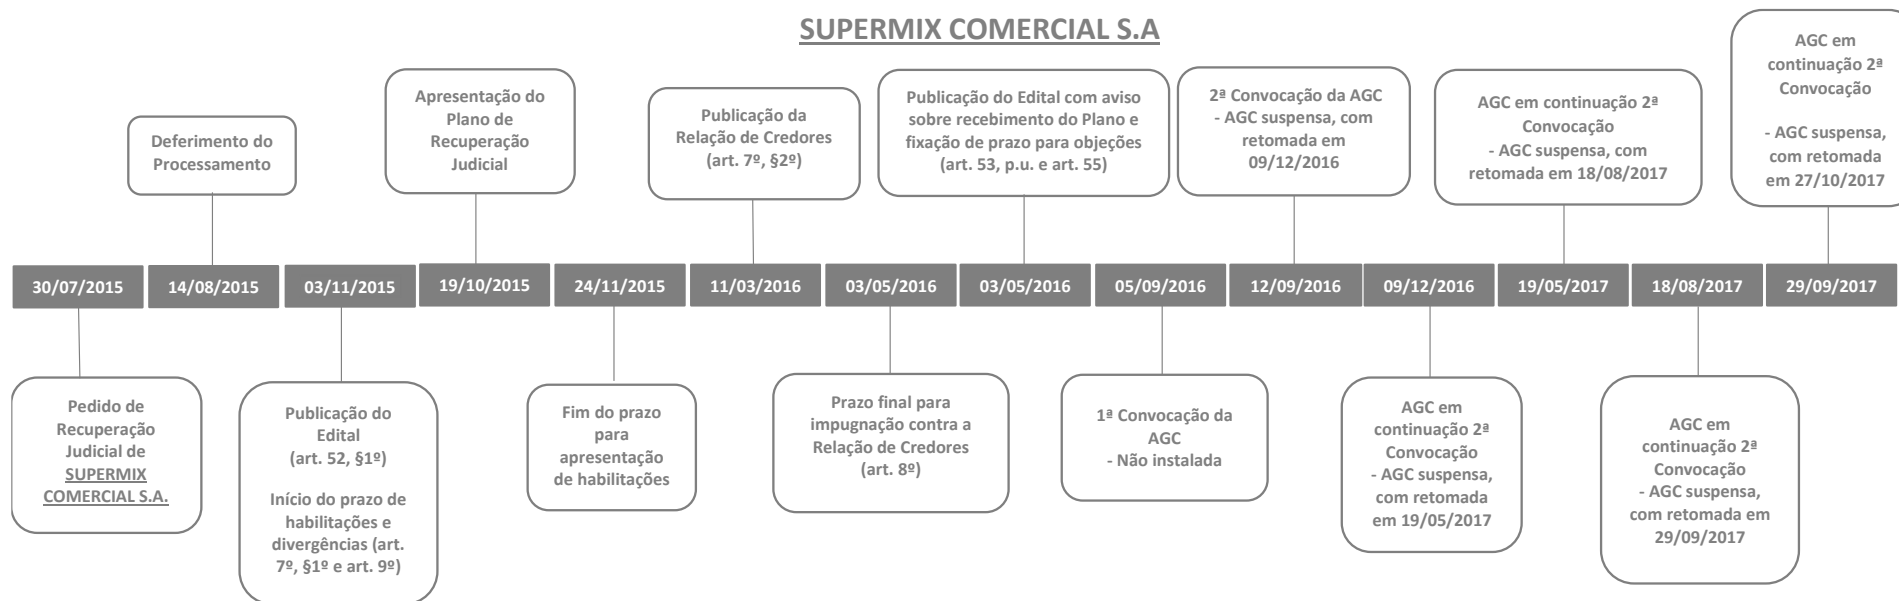 SUPERMIX COMERCIAL S.A
Deferimento do
Processamento
Apresentação do
Plano de
Recuperação
Judicial
Publicação da
Relação de Credores
(art. 7º, §2º)
Publicação do Edital com aviso
sobre recebimento do Plano e
fixação de prazo para objeções
(art. 53, p.u. e art. 55)
2ª Convocação da AGC
- AGC suspensa, com
retomada em
09/12/2016
AGC em continuação 2ª
Convocação
- AGC suspensa, com
retomada em 18/08/2017
AGC em
continuação 2ª
Convocação
- AGC suspensa,
com retomada
em 27/10/2017
30/07/2015
14/08/2015
03/11/2015
19/10/2015
24/11/2015
11/03/2016
03/05/2016
03/05/2016
05/09/2016
12/09/2016
09/12/2016
19/05/2017
18/08/2017
29/09/2017
Pedido de
Recuperação
Judicial de
SUPERMIX
COMERCIAL S.A.
Publicação do
Edital
(art. 52, §1º)
Início do prazo de
habilitações e
divergências (art.
7º, §1º e art. 9º)
Fim do prazo
para
apresentação
de habilitações
Prazo final para
impugnação contra a
Relação de Credores
(art. 8º)
1ª Convocação da
AGC
- Não instalada
AGC em
continuação 2ª
Convocação
- AGC suspensa,
com retomada
em 19/05/2017
AGC em
continuação 2ª
Convocação
- AGC suspensa,
com retomada em
29/09/2017